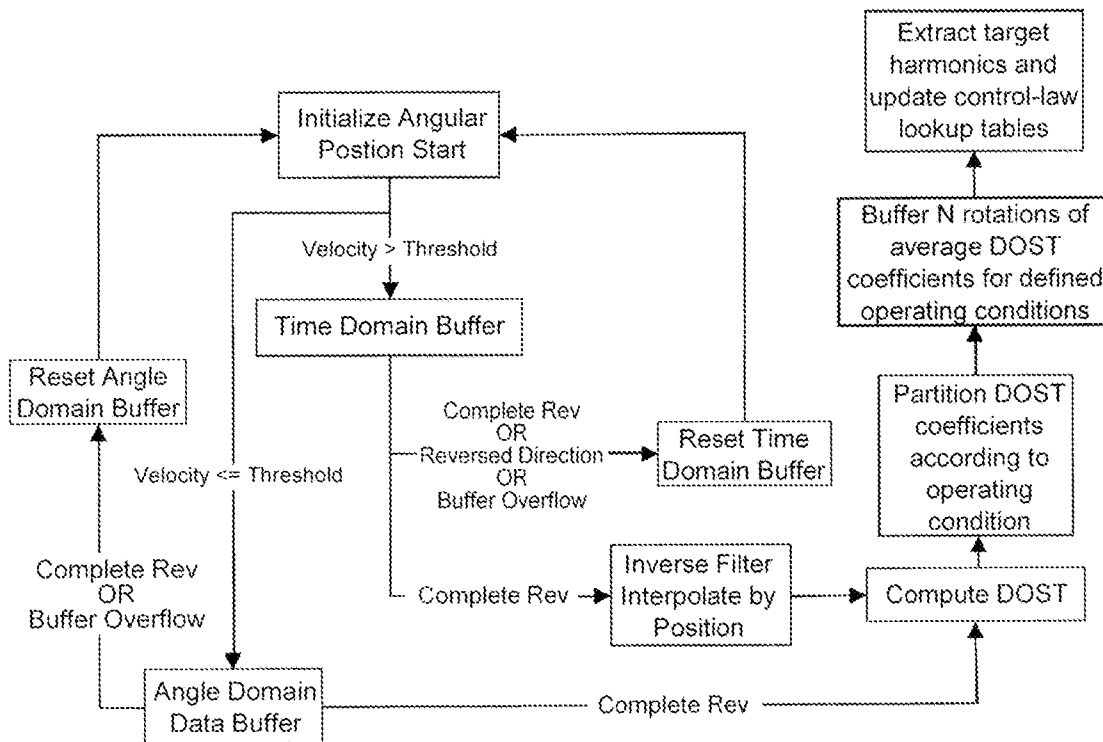 Extract target
harmonics and
update control-law
lookup tables
Initialize Angular
Postion Start
Buffer N rotations of
average DOST
coefficients for defined
operating conditions
Velocity > Threshold
Time Domain Buffer
Reset Angle
Domain Buffer
Complete Rev
OR
Reversed Direction
OR
Buffer Overflow
Reset Time
Domain Buffer
Partition DOST
coefficients
according to
operating
condition
Velocity <= Threshold
Complete Rev
OR
Buffer Overflow
Complete Rev
Inverse Filter
Interpolate by
Position
Compute DOST
Angle Domain
Data Buffer
Complete Rev